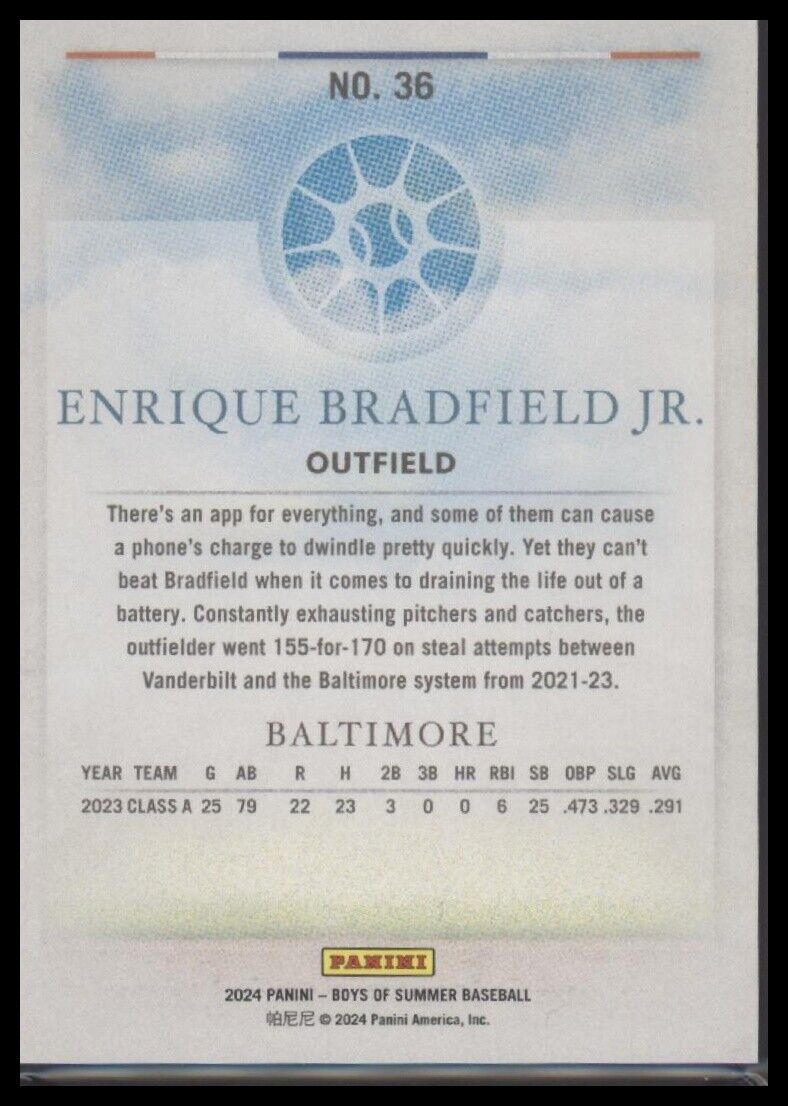 NO. 36
ENRIQUE BRADFIELD JR.
OUTFIELD
There's an app for everything, and some of them can cause
a phone's charge to dwindle pretty quickly. Yet they can't
beat Bradfield when it comes to draining the life out of a
battery. Constantly exhausting pitchers and catchers, the
outfielder went 155-for-170 on steal attempts between
Vanderbilt and the Baltimore system from 2021-23.
BALTIMORE
YEAR TEAM G AB R H 2B 3B HR RBI SB OBP SLG AVG
2023 CLASS A 25 79 22 23 3 0 0 6 25 .473 .329 .291
PANINI
2024 PANINI – BOYS OF SUMMER BASEBALL
帕尼尼 © 2024 Panini America, Inc.